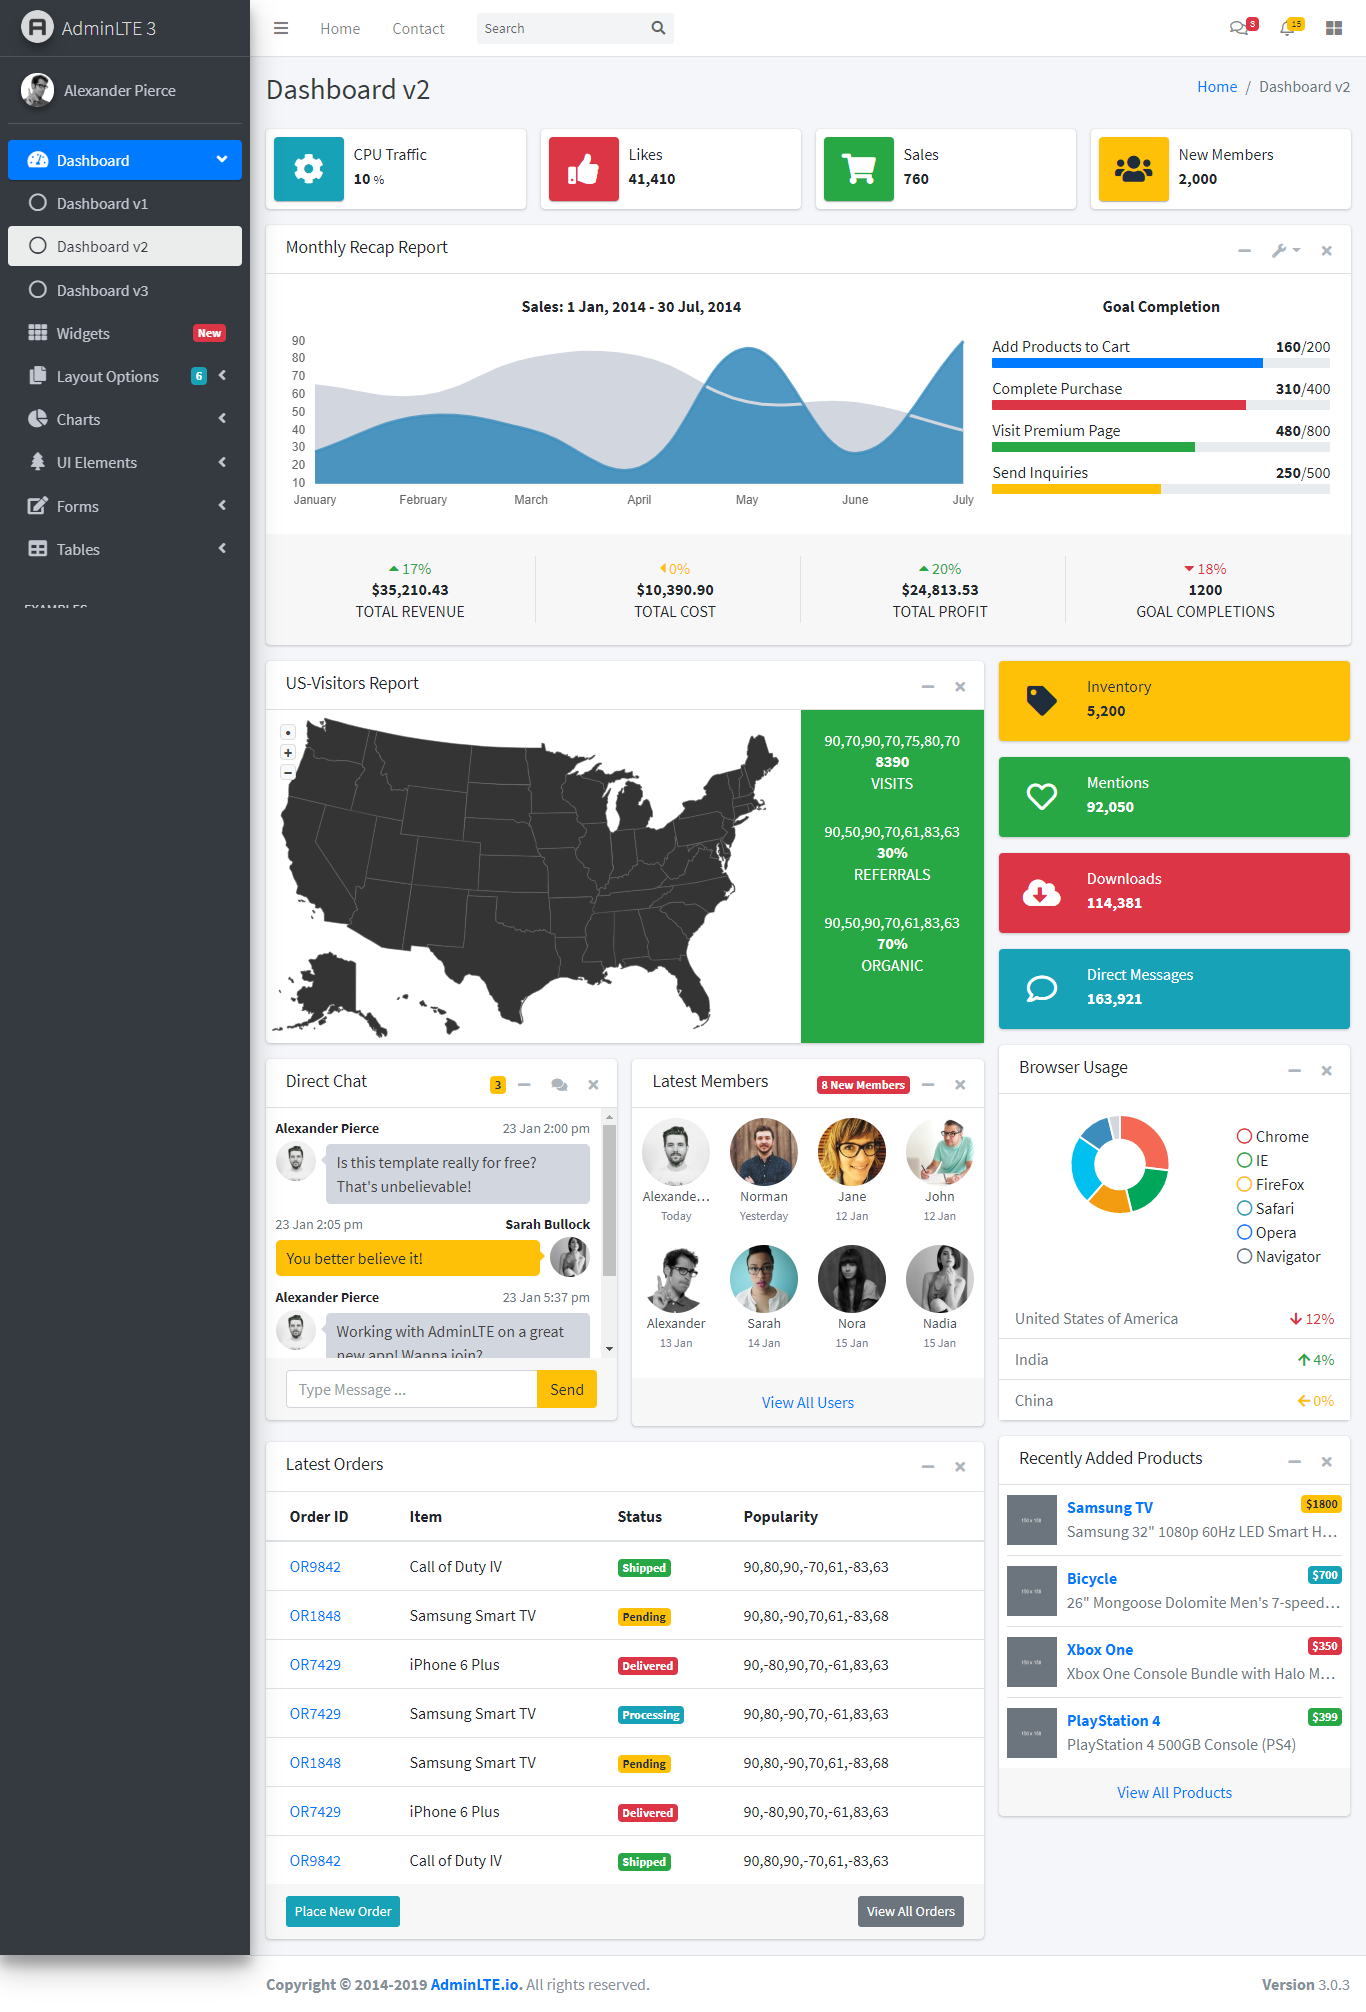 AdminLTE 3
Alexander Pierce
Dashboard
Dashboard v1
Dashboard v2
Dashboard v3
Widgets New
Layout Options 6
Charts
UI Elements
Forms
Tables
Home Contact Search 3 15
Dashboard v2
Home / Dashboard v2
CPU Traffic
10 %
Likes
41,410
Sales
760
New Members
2,000
Monthly Recap Report
Sales: 1 Jan, 2014 - 30 Jul, 2014
90
80
70
60
50
40
30
20
10
January February March April May June July
Goal Completion
Add Products to Cart 160/200
Complete Purchase 310/400
Visit Premium Page 480/800
Send Inquiries 250/500
17%
$35,210.43
TOTAL REVENUE
0%
$10,390.90
TOTAL COST
20%
$24,813.53
TOTAL PROFIT
18%
1200
GOAL COMPLETIONS
US-Visitors Report
+
−
90,70,90,70,75,80,70
8390
VISITS
90,50,90,70,61,83,63
30%
REFERRALS
90,50,90,70,61,83,63
70%
ORGANIC
Inventory
5,200
Mentions
92,050
Downloads
114,381
Direct Messages
163,921
Direct Chat 3
Alexander Pierce 23 Jan 2:00 pm
Is this template really for free?
That's unbelievable!
23 Jan 2:05 pm Sarah Bullock
You better believe it!
Alexander Pierce 23 Jan 5:37 pm
Working with AdminLTE on a great
new app! Wanna join?
Type Message ... Send
Latest Members 8 New Members
Alexande... Norman Jane John
Today Yesterday 12 Jan 12 Jan
Alexander Sarah Nora Nadia
13 Jan 14 Jan 15 Jan 15 Jan
View All Users
Browser Usage
Chrome
IE
FireFox
Safari
Opera
Navigator
United States of America 12%
India 4%
China 0%
Latest Orders
Order ID Item Status Popularity
OR9842 Call of Duty IV Shipped 90,80,90,-70,61,-83,63
OR1848 Samsung Smart TV Pending 90,80,-90,70,61,-83,68
OR7429 iPhone 6 Plus Delivered 90,-80,90,70,-61,83,63
OR7429 Samsung Smart TV Processing 90,80,-90,70,-61,83,63
OR1848 Samsung Smart TV Pending 90,80,-90,70,61,-83,68
OR7429 iPhone 6 Plus Delivered 90,-80,90,70,-61,83,63
OR9842 Call of Duty IV Shipped 90,80,90,-70,61,-83,63
Place New Order View All Orders
Recently Added Products
150 x 150
Samsung TV $1800
Samsung 32" 1080p 60Hz LED Smart H...
150 x 150
Bicycle $700
26" Mongoose Dolomite Men's 7-speed...
150 x 150
Xbox One $350
Xbox One Console Bundle with Halo M...
150 x 150
PlayStation 4 $399
PlayStation 4 500GB Console (PS4)
View All Products
Copyright © 2014-2019 AdminLTE.io. All rights reserved.
Version 3.0.3